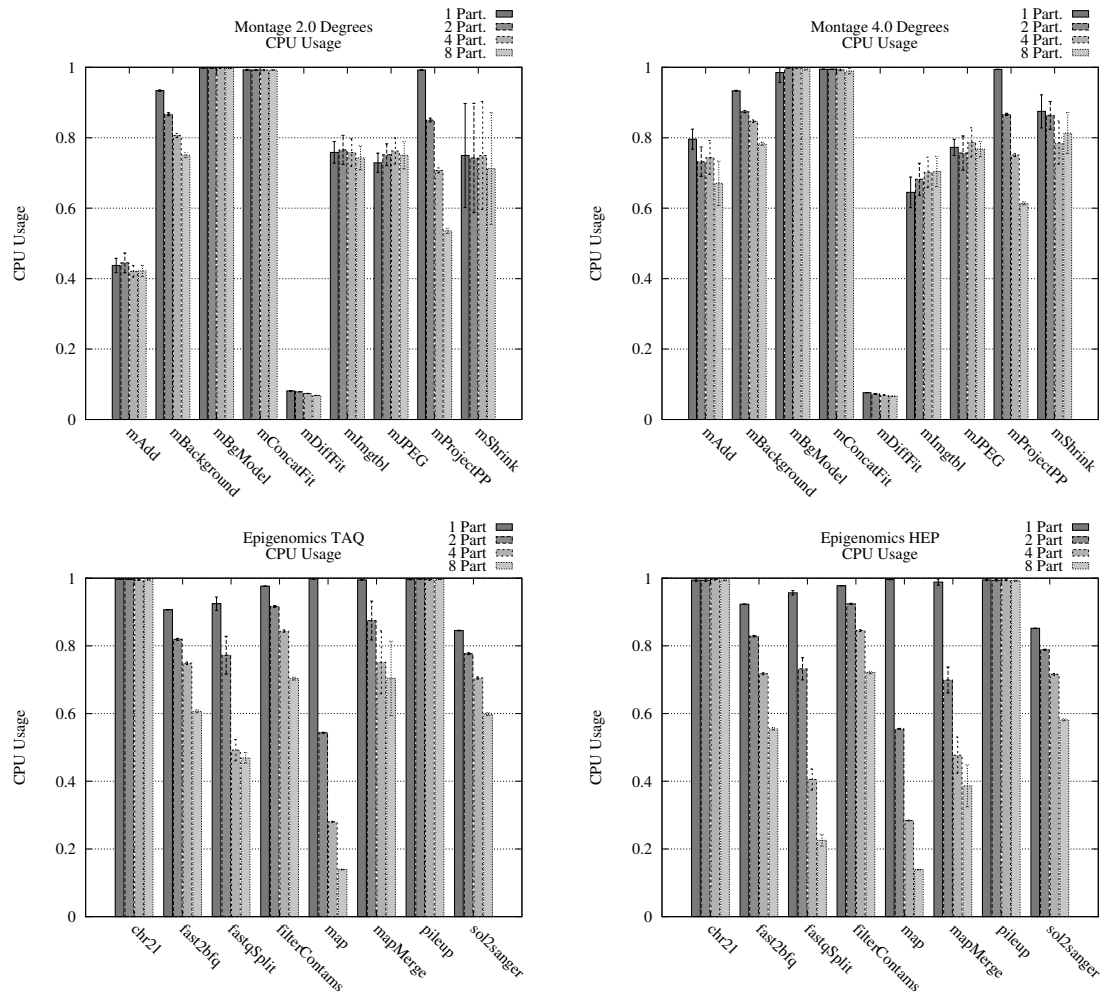 Montage 2.0 Degrees
CPU Usage
1 Part.
2 Part.
4 Part.
8 Part.
CPU Usage
1
0.8
0.6
0.4
0.2
0
mAdd
mBackground
mBgModel
mConcatFit
mDiffFit
mImgtbl
mJPEG
mProjectPP
mShrink
Montage 4.0 Degrees
CPU Usage
1 Part.
2 Part.
4 Part.
8 Part.
CPU Usage
1
0.8
0.6
0.4
0.2
0
mAdd
mBackground
mBgModel
mConcatFit
mDiffFit
mImgtbl
mJPEG
mProjectPP
mShrink
Epigenomics TAQ
CPU Usage
1 Part
2 Part
4 Part
8 Part
CPU Usage
1
0.8
0.6
0.4
0.2
0
chr21
fast2bfq
fastqSplit
filterContams
map
mapMerge
pileup
sol2sanger
Epigenomics HEP
CPU Usage
1 Part
2 Part
4 Part
8 Part
CPU Usage
1
0.8
0.6
0.4
0.2
0
chr21
fast2bfq
fastqSplit
filterContams
map
mapMerge
pileup
sol2sanger